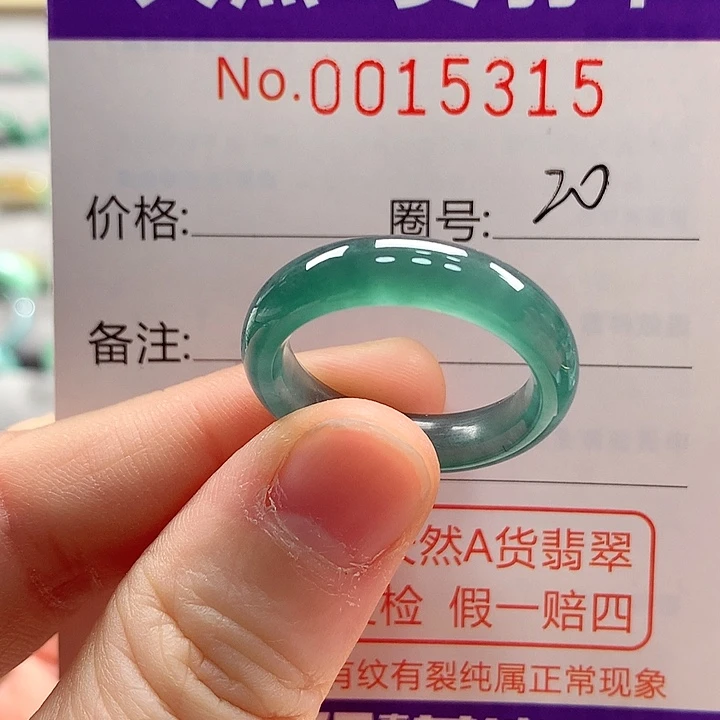 No.0015315
价格:
圈号: 20
备注:
然A货翡翠
检 假一赔四
有纹有裂纯属正常现象